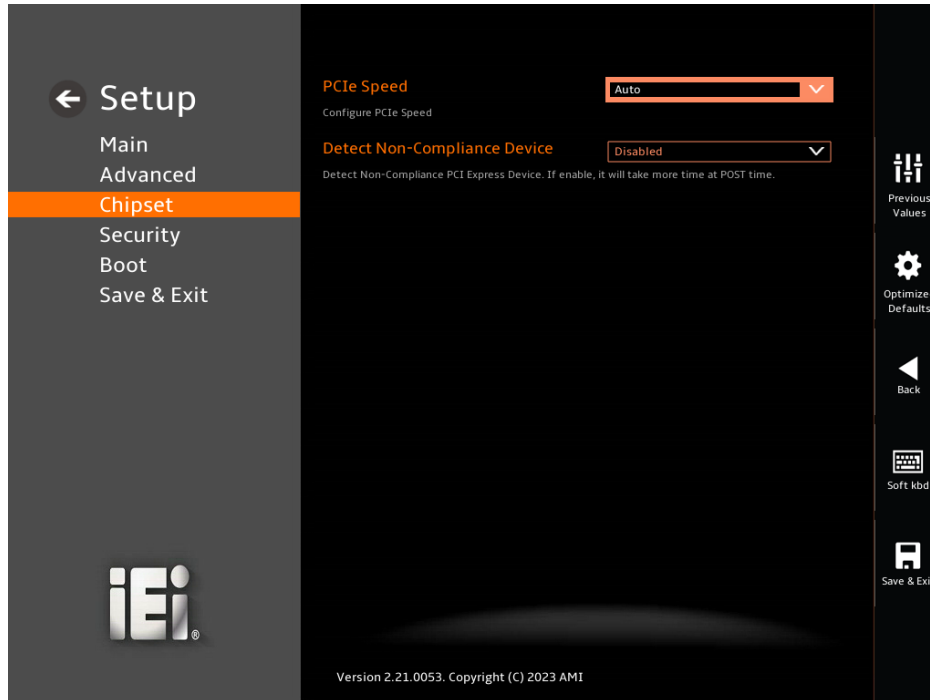 Setup
Main
Advanced
Chipset
Security
Boot
Save & Exit
iEi®
PCIe Speed
Auto
Configure PCIe Speed
Detect Non-Compliance Device
Disabled
Detect Non-Compliance PCI Express Device. If enable, it will take more time at POST time.
Previous
Values
Optimize
Defaults
Back
Soft kbd
Save & Exi
Version 2.21.0053. Copyright (C) 2023 AMI